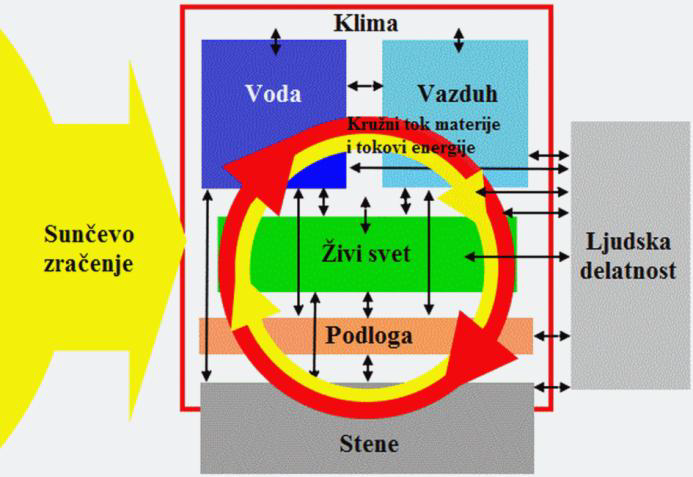 Klima
Voda
Vazduh
Kružni tok materije
i tokovi energije
Sunčevo
zračenje
Živi svet
Ljudska
delatnost
Podloga
Stene